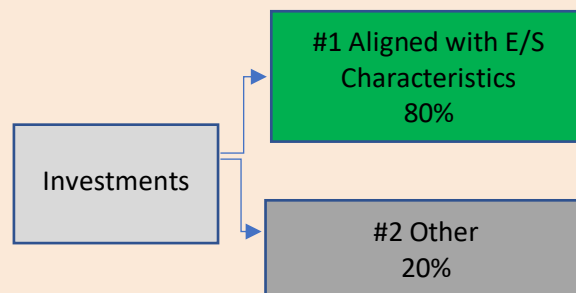 #1 Aligned with E/S
Characteristics
80%
Investments
#2 Other
20%